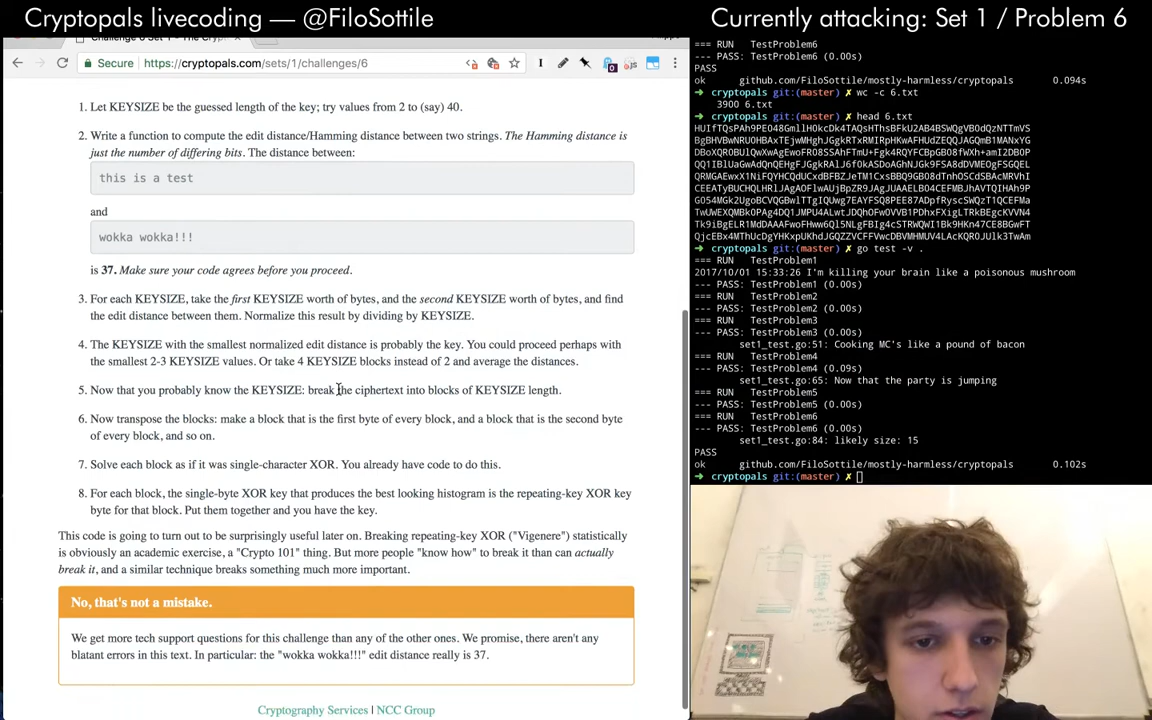 Cryptopals livecoding — @FiloSottile
Currently attacking: Set 1 / Problem 6
Secure https://cryptopals.com/sets/1/challenges/6
1. Let KEYSIZE be the guessed length of the key; try values from 2 to (say) 40.
2. Write a function to compute the edit distance/Hamming distance between two strings. The Hamming distance is
just the number of differing bits. The distance between:
this is a test
and
wokka wokka!!!
is 37. Make sure your code agrees before you proceed.
3. For each KEYSIZE, take the first KEYSIZE worth of bytes, and the second KEYSIZE worth of bytes, and find
the edit distance between them. Normalize this result by dividing by KEYSIZE.
4. The KEYSIZE with the smallest normalized edit distance is probably the key. You could proceed perhaps with
the smallest 2-3 KEYSIZE values. Or take 4 KEYSIZE blocks instead of 2 and average the distances.
5. Now that you probably know the KEYSIZE: break the ciphertext into blocks of KEYSIZE length.
6. Now transpose the blocks: make a block that is the first byte of every block, and a block that is the second byte
of every block, and so on.
7. Solve each block as if it was single-character XOR. You already have code to do this.
8. For each block, the single-byte XOR key that produces the best looking histogram is the repeating-key XOR key
byte for that block. Put them together and you have the key.
This code is going to turn out to be surprisingly useful later on. Breaking repeating-key XOR ("Vigenere") statistically
is obviously an academic exercise, a "Crypto 101" thing. But more people "know how" to break it than can actually
break it, and a similar technique breaks something much more important.
No, that's not a mistake.
We get more tech support questions for this challenge than any of the other ones. We promise, there aren't any
blatant errors in this text. In particular: the "wokka wokka!!!" edit distance really is 37.
Cryptography Services | NCC Group
=== RUN TestProblem6
--- PASS: TestProblem6 (0.00s)
PASS
ok github.com/FiloSottile/mostly-harmless/cryptopals 0.094s
➜ cryptopals git:(master) ✗ wc -c 6.txt
3900 6.txt
➜ cryptopals git:(master) ✗ head 6.txt
➜ cryptopals git:(master) ✗ go test -v .
=== RUN TestProblem1
2017/10/01 15:33:26 I'm killing your brain like a poisonous mushroom
--- PASS: TestProblem1 (0.00s)
=== RUN TestProblem2
--- PASS: TestProblem2 (0.00s)
=== RUN TestProblem3
--- PASS: TestProblem3 (0.00s)
set1_test.go:51: Cooking MC's like a pound of bacon
=== RUN TestProblem4
--- PASS: TestProblem4 (0.09s)
set1_test.go:65: Now that the party is jumping
=== RUN TestProblem5
--- PASS: TestProblem5 (0.00s)
=== RUN TestProblem6
--- PASS: TestProblem6 (0.00s)
set1_test.go:84: likely size: 15
PASS
ok github.com/FiloSottile/mostly-harmless/cryptopals 0.102s
➜ cryptopals git:(master) ✗